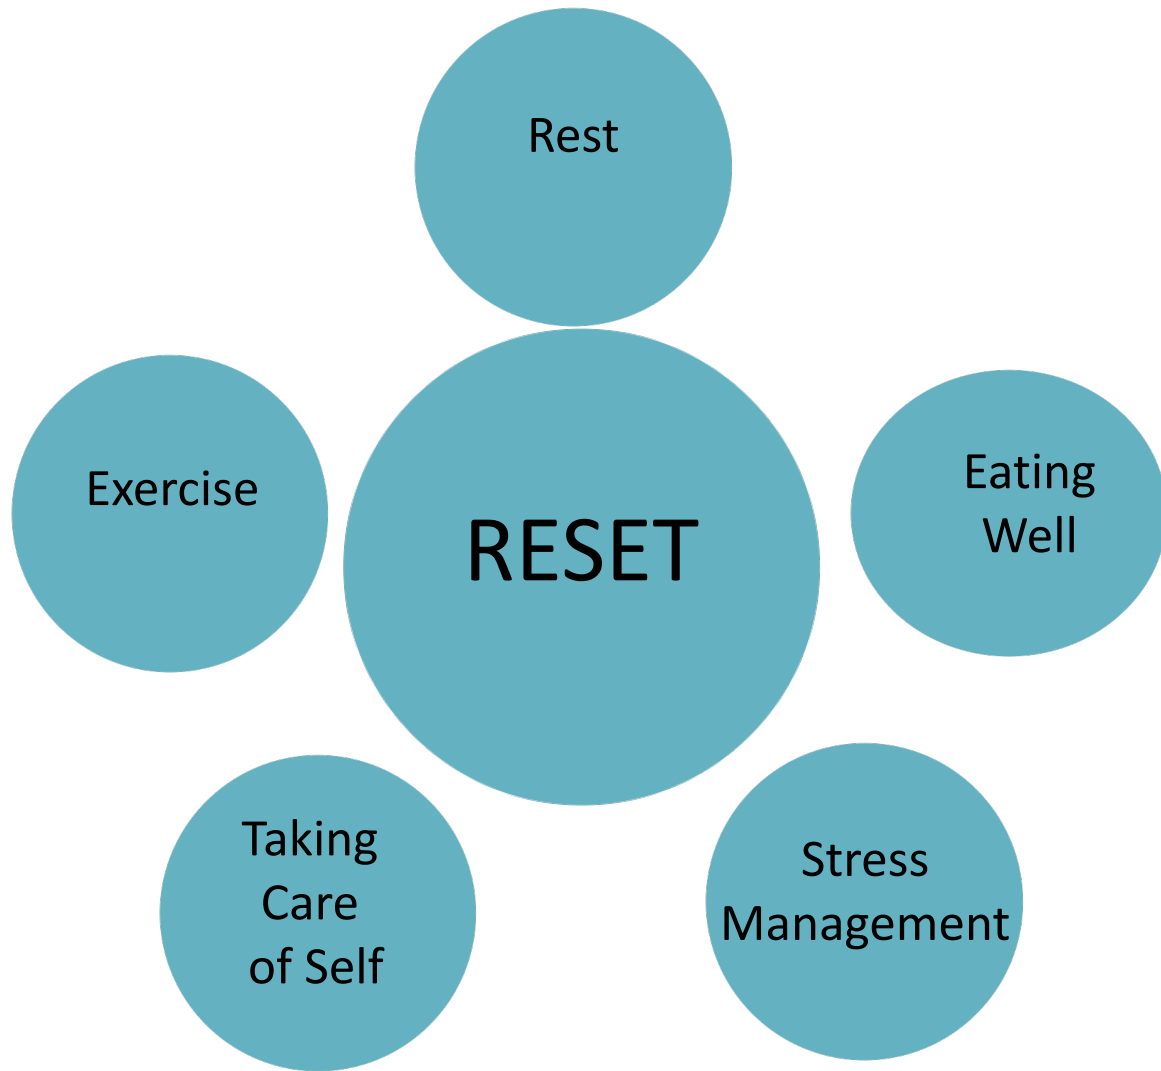 Rest
Exercise
Eating
Well
RESET
Taking
Care
of Self
Stress
Management